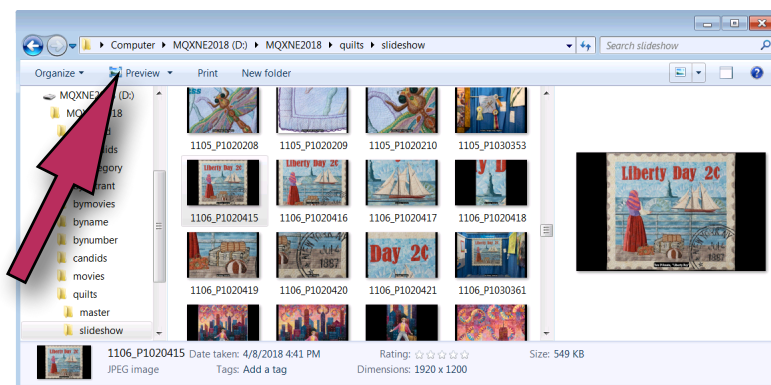 Computer ▸ MQXNE2018 (D:) ▸ MQXNE2018 ▸ quilts ▸ slideshow
Search slideshow
Organize Preview Print New folder
(D:)
18
bymovies
byname
bynumber
candids
movies
quilts
master
slideshow
1105_P1020208 1105_P1020209 1105_P1020210 1105_P1030353
Liberty Day 2¢
1106_P1020415 1106_P1020416 1106_P1020417 1106_P1020418
Day 2¢
1887
1106_P1020419 1106_P1020420 1106_P1020421 1106_P1030361
Liberty Day 2¢
1887
1106_P1020415 Date taken: 4/8/2018 4:41 PM Rating: ☆☆☆☆☆ Size: 549 KB
JPEG image Tags: Add a tag Dimensions: 1920 x 1200